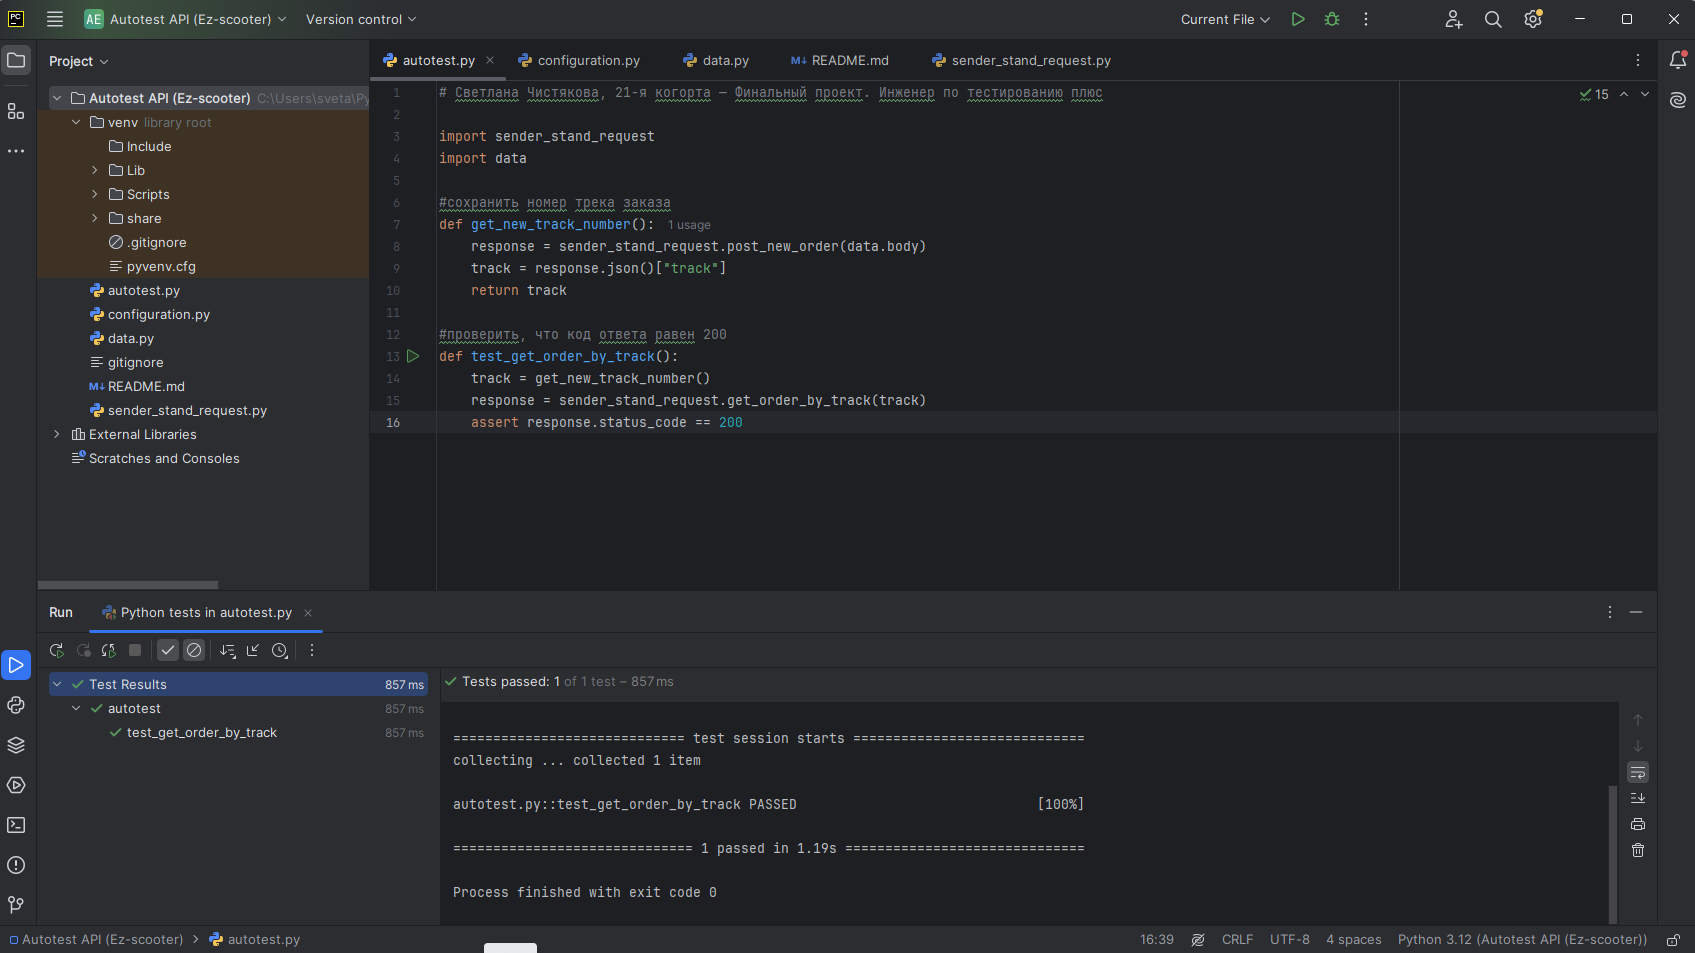 AE Autotest API (Ez-scooter)
Version control
Current File
Project
autotest.py
configuration.py
data.py
README.md
sender_stand_request.py
Autotest API (Ez-scooter) C:\Users\sveta\Py
venv library root
Include
Lib
Scripts
share
.gitignore
pyvenv.cfg
autotest.py
configuration.py
data.py
gitignore
README.md
sender_stand_request.py
External Libraries
Scratches and Consoles
15
1 # Светлана Чистякова, 21-я когорта — Финальный проект. Инженер по тестированию плюс
2
3 import sender_stand_request
4 import data
5
6 #сохранить номер трека заказа
7 def get_new_track_number(): 1 usage
8 response = sender_stand_request.post_new_order(data.body)
9 track = response.json()["track"]
10 return track
11
12 #проверить, что код ответа равен 200
13 def test_get_order_by_track():
14 track = get_new_track_number()
15 response = sender_stand_request.get_order_by_track(track)
16 assert response.status_code == 200
Run
Python tests in autotest.py
Test Results 857 ms
autotest 857 ms
test_get_order_by_track 857 ms
Tests passed: 1 of 1 test – 857 ms
============================= test session starts =============================
collecting ... collected 1 item
autotest.py::test_get_order_by_track PASSED [100%]
============================== 1 passed in 1.19s ==============================
Process finished with exit code 0
Autotest API (Ez-scooter) > autotest.py
16:39
CRLF
UTF-8
4 spaces
Python 3.12 (Autotest API (Ez-scooter))